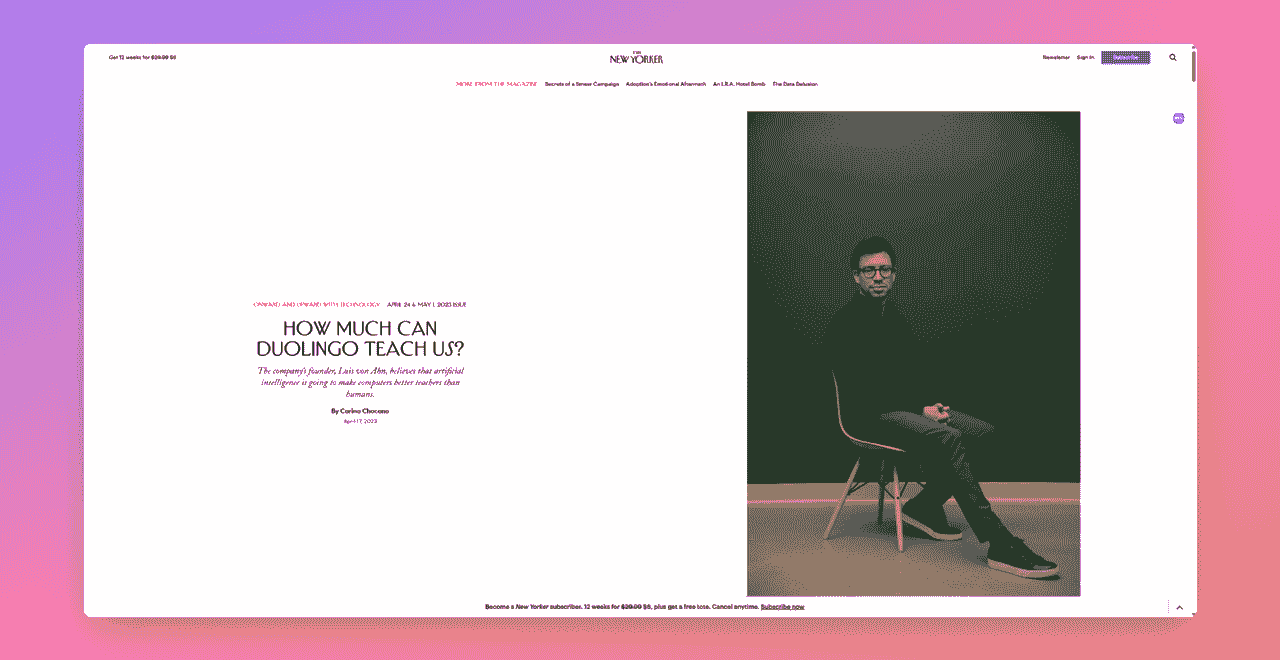 Get 12 weeks for $29.99 $6
THE
NEW YORKER
Newsletter
Sign In
Subscribe
MORE FROM THE MAGAZINE
Secrets of a Smear Campaign
Adoption's Emotional Aftermath
An I.R.A. Hotel Bomb
The Data Delusion
ONWARD AND UPWARD WITH TECHNOLOGY
APRIL 24 & MAY 1, 2023 ISSUE
HOW MUCH CAN
DUOLINGO TEACH US?
The company's founder, Luis von Ahn, believes that artificial
intelligence is going to make computers better teachers than
humans.
By Carina Chocano
April 17, 2023
Become a New Yorker subscriber. 12 weeks for $29.99 $6, plus get a free tote. Cancel anytime. Subscribe now